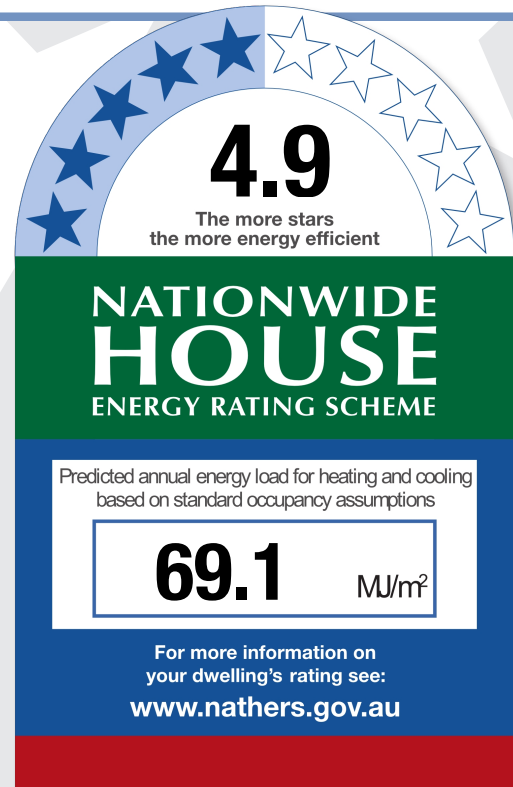 4.9
The more stars
the more energy efficient
NATIONWIDE
HOUSE
ENERGY RATING SCHEME
Predicted annual energy load for heating and cooling
based on standard occupancy assumptions
69.1 MJ/m²
For more information on
your dwelling's rating see:
www.nathers.gov.au